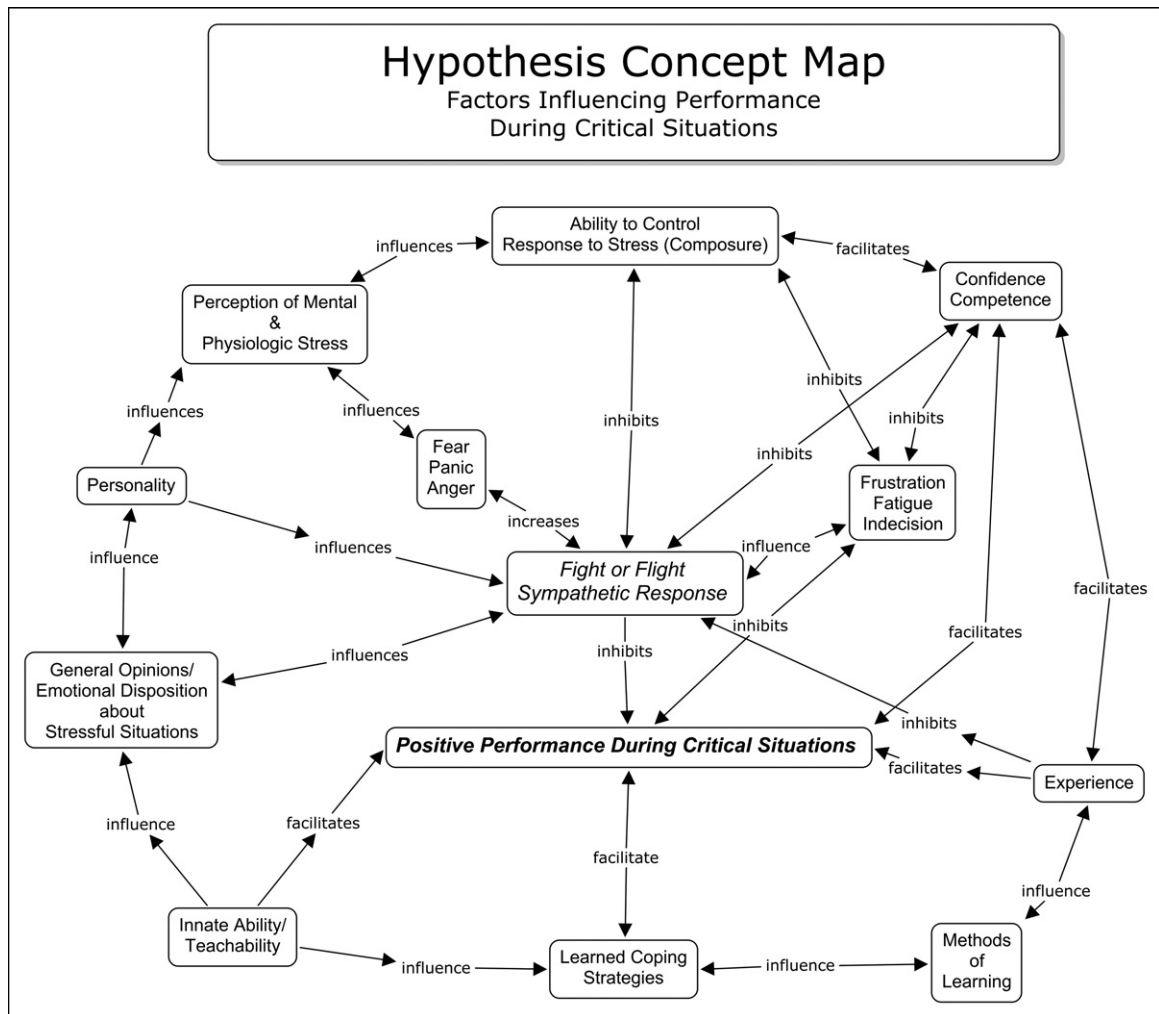 Hypothesis Concept Map
Factors Influencing Performance
During Critical Situations
Ability to Control
Response to Stress (Composure)
influences
facilitates
Confidence
Competence
Perception of Mental
&
Physiologic Stress
inhibits
influences
influences
inhibits
inhibits
Fear
Panic
Anger
inhibits
Personality
Frustration
Fatigue
Indecision
increases
influence
influences
influence
Fight or Flight
Sympathetic Response
facilitates
inhibits
facilitates
inhibits
influences
General Opinions/
Emotional Disposition
about
Stressful Situations
inhibits
Positive Performance During Critical Situations
facilitates
Experience
influence
facilitates
facilitate
influence
Innate Ability/
Teachability
Methods
of
Learning
Learned Coping
Strategies
influence
influence